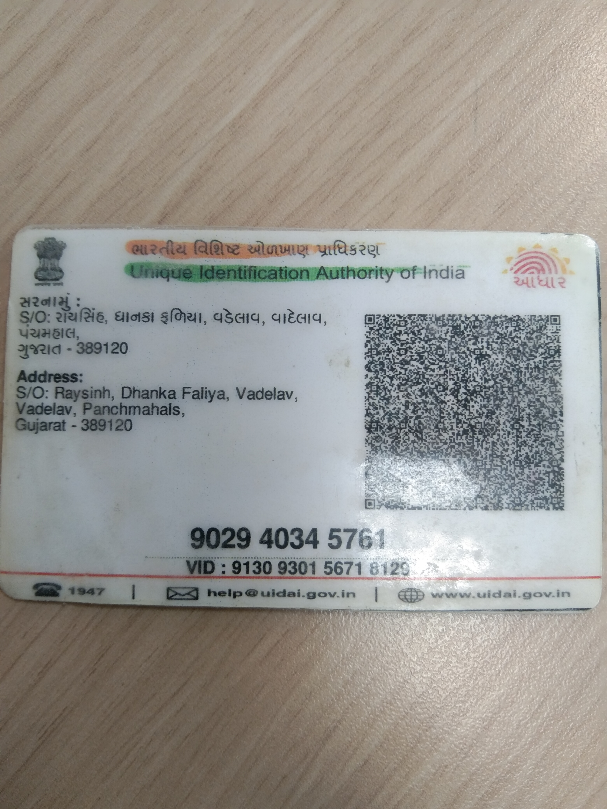 ભારતીય વિશિષ્ટ ઓળખાણ પ્રાધિકરણ
Unique Identification Authority of India
આધાર
સરનામું :
S/O: રાયસિંહ, ધાનકા ફળિયા, વડેલાવ, વાદેલાવ,
પંચમહાલ,
ગુજરાત - 389120
Address:
S/O: Raysinh, Dhanka Faliya, Vadelav,
Vadelav, Panchmahals,
Gujarat - 389120
9029 4034 5761
VID : 9130 9301 5671 8129
1947 | help@uidai.gov.in | www.uidai.gov.in